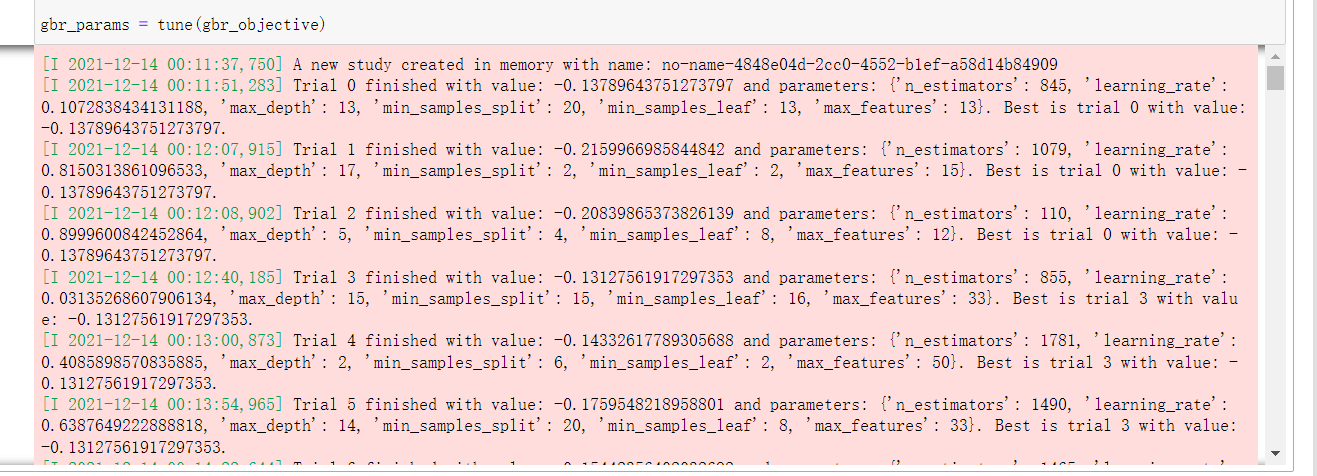 gbr_params = tune(gbr_objective)
[I 2021-12-14 00:11:37,750] A new study created in memory with name: no-name-4848e04d-2cc0-4552-b1ef-a58d14b84909
[I 2021-12-14 00:11:51,283] Trial 0 finished with value: -0.13789643751273797 and parameters: {'n_estimators': 845, 'learning_rate':
0.1072838434131188, 'max_depth': 13, 'min_samples_split': 20, 'min_samples_leaf': 13, 'max_features': 13}. Best is trial 0 with value:
-0.13789643751273797.
[I 2021-12-14 00:12:07,915] Trial 1 finished with value: -0.2159966985844842 and parameters: {'n_estimators': 1079, 'learning_rate':
0.8150313861096533, 'max_depth': 17, 'min_samples_split': 2, 'min_samples_leaf': 2, 'max_features': 15}. Best is trial 0 with value: -
0.13789643751273797.
[I 2021-12-14 00:12:08,902] Trial 2 finished with value: -0.20839865373826139 and parameters: {'n_estimators': 110, 'learning_rate':
0.8999600842452864, 'max_depth': 5, 'min_samples_split': 4, 'min_samples_leaf': 8, 'max_features': 12}. Best is trial 0 with value: -
0.13789643751273797.
[I 2021-12-14 00:12:40,185] Trial 3 finished with value: -0.13127561917297353 and parameters: {'n_estimators': 855, 'learning_rate':
0.03135268607906134, 'max_depth': 15, 'min_samples_split': 15, 'min_samples_leaf': 16, 'max_features': 33}. Best is trial 3 with valu
e: -0.13127561917297353.
[I 2021-12-14 00:13:00,873] Trial 4 finished with value: -0.14332617789305688 and parameters: {'n_estimators': 1781, 'learning_rate':
0.4085898570835885, 'max_depth': 2, 'min_samples_split': 6, 'min_samples_leaf': 2, 'max_features': 50}. Best is trial 3 with value: -
0.13127561917297353.
[I 2021-12-14 00:13:54,965] Trial 5 finished with value: -0.1759548218958801 and parameters: {'n_estimators': 1490, 'learning_rate':
0.6387649222888818, 'max_depth': 14, 'min_samples_split': 20, 'min_samples_leaf': 8, 'max_features': 33}. Best is trial 3 with value:
-0.13127561917297353.